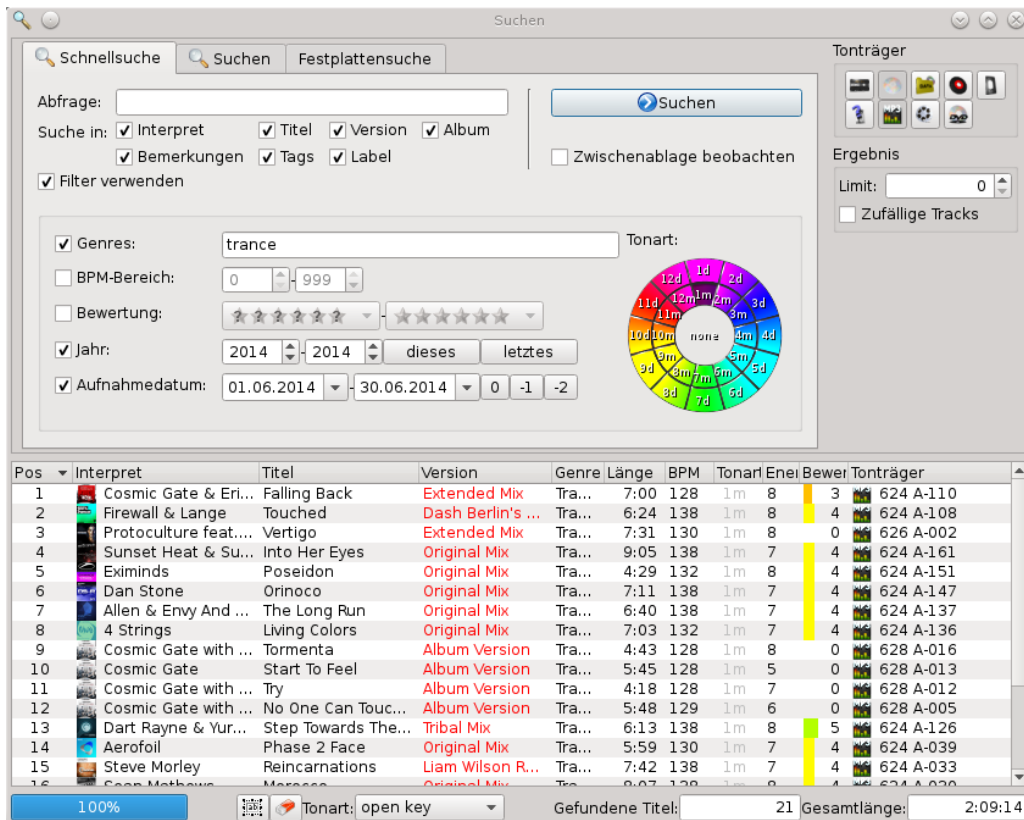 Suchen
Schnellsuche Suchen Festplattensuche
Abfrage:
Suchen
Suche in: Interpret Titel Version Album
Bemerkungen Tags Label
Zwischenablage beobachten
Filter verwenden
Genres: trance
BPM-Bereich: 0 - 999
Bewertung: -
Jahr: 2014 - 2014 dieses letztes
Aufnahmedatum: 01.06.2014 - 30.06.2014 0 -1 -2
Tonart:
1d 2d 3d 4d 5d 6d 7d 8d 9d 10d 11d 12d
1m 2m 3m 4m 5m 6m 7m 8m 9m 10m 11m 12m
none
Tonträger
Ergebnis
Limit: 0
Zufällige Tracks
Pos Interpret Titel Version Genre Länge BPM Tonart Ener Bewer Tonträger
1 Cosmic Gate & Eri... Falling Back Extended Mix Tra... 7:00 128 1m 8 3 624 A-110
2 Firewall & Lange Touched Dash Berlin's ... Tra... 6:24 138 1m 8 4 624 A-108
3 Protoculture feat.... Vertigo Extended Mix Tra... 7:31 130 1m 8 0 626 A-002
4 Sunset Heat & Su... Into Her Eyes Original Mix Tra... 9:05 138 1m 7 4 624 A-161
5 Eximinds Poseidon Original Mix Tra... 4:29 132 1m 8 4 624 A-151
6 Dan Stone Orinoco Original Mix Tra... 7:11 138 1m 7 4 624 A-147
7 Allen & Envy And ... The Long Run Original Mix Tra... 6:40 138 1m 7 4 624 A-137
8 4 Strings Living Colors Original Mix Tra... 7:03 132 1m 7 4 624 A-136
9 Cosmic Gate with ... Tormenta Album Version Tra... 4:43 128 1m 8 0 628 A-016
10 Cosmic Gate Start To Feel Album Version Tra... 5:45 128 1m 5 0 628 A-013
11 Cosmic Gate with ... Try Album Version Tra... 4:18 128 1m 7 0 628 A-012
12 Cosmic Gate with ... No One Can Touc... Album Version Tra... 5:48 129 1m 6 0 628 A-005
13 Dart Rayne & Yur... Step Towards The... Tribal Mix Tra... 6:13 138 1m 8 5 624 A-126
14 Aerofoil Phase 2 Face Original Mix Tra... 5:59 130 1m 7 4 624 A-039
15 Steve Morley Reincarnations Liam Wilson R... Tra... 7:42 138 1m 7 4 624 A-033
100% Tonart: open key Gefundene Titel: 21 Gesamtlänge: 2:09:14